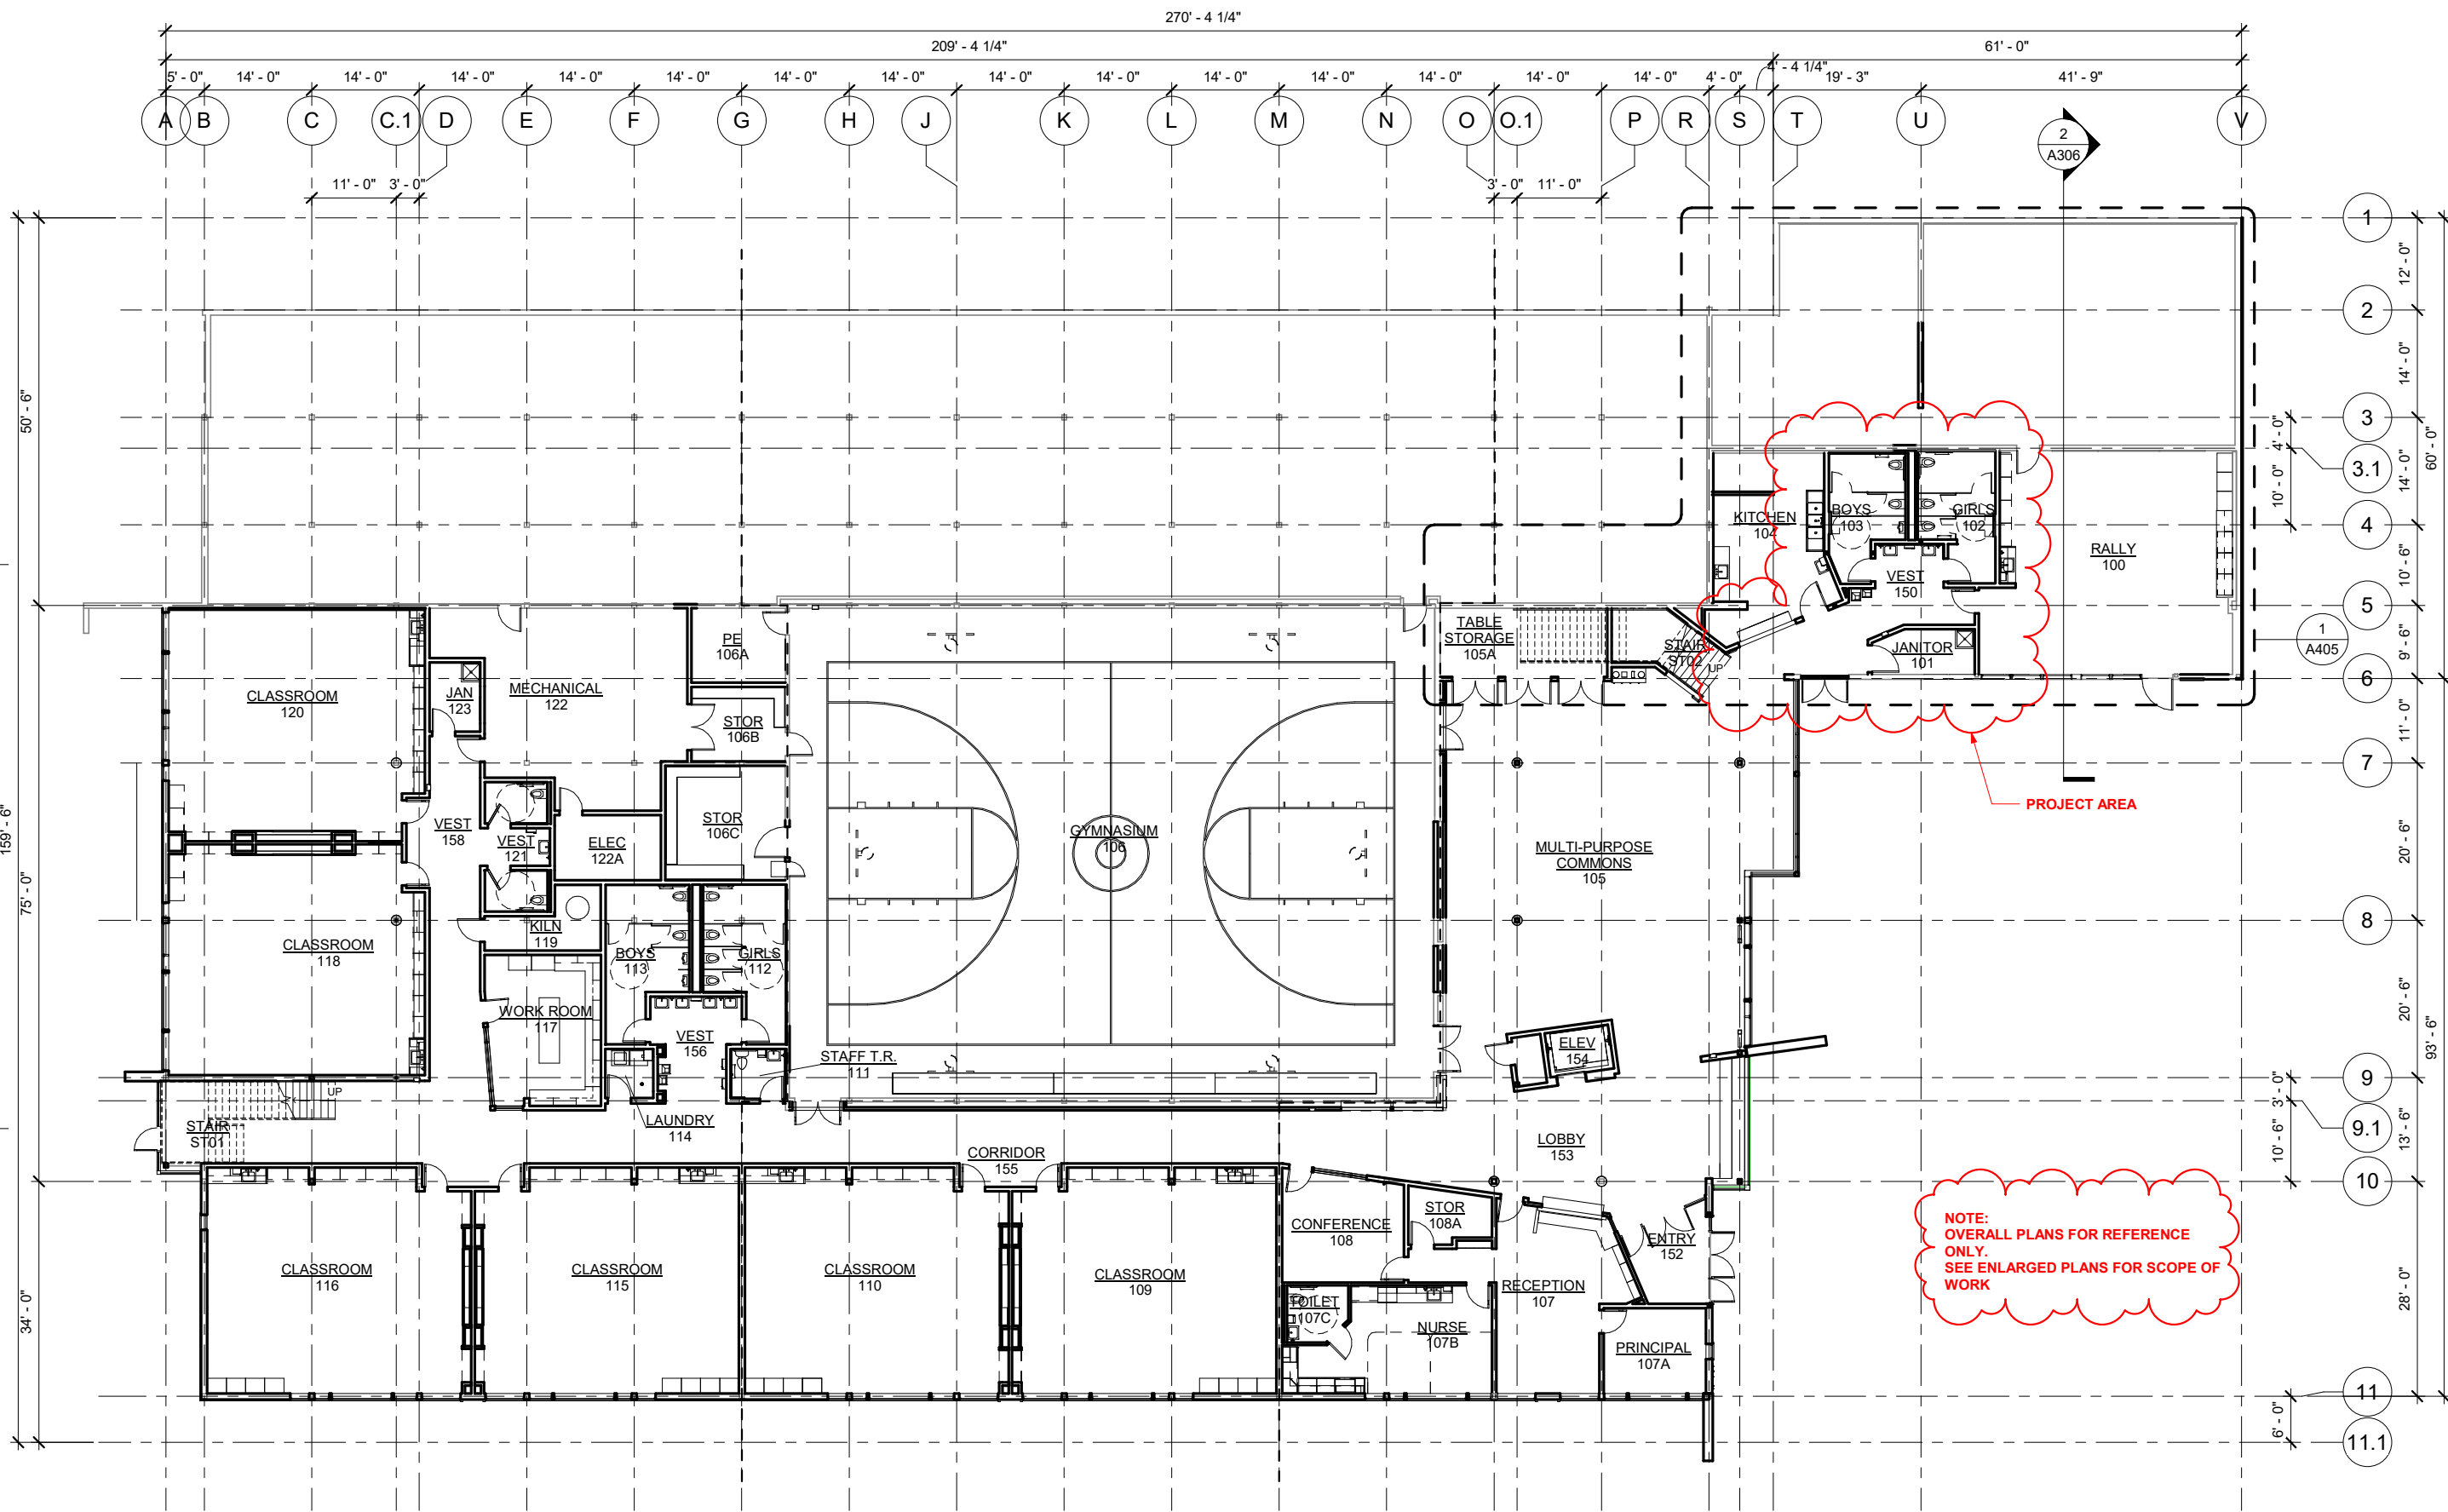 270' - 4 1/4"
209' - 4 1/4"
61' - 0"
5' - 0"
14' - 0"
14' - 0"
14' - 0"
14' - 0"
14' - 0"
14' - 0"
14' - 0"
14' - 0"
14' - 0"
14' - 0"
14' - 0"
14' - 0"
14' - 0"
14' - 0"
4' - 0"
4' - 4 1/4"
19' - 3"
41' - 9"
A
B
C
C.1
D
E
F
G
H
J
K
L
M
N
O
O.1
P
R
S
T
U
V
2
A306
11' - 0"
3' - 0"
3' - 0"
11' - 0"
1
2
3
3.1
4
5
6
7
8
9
9.1
10
11
11.1
12' - 0"
14' - 0"
4' - 0"
14' - 0"
10' - 0"
60' - 0"
10' - 6"
9' - 6"
11' - 0"
20' - 6"
20' - 6"
93' - 6"
3' - 0"
13' - 6"
10' - 6"
28' - 0"
6' - 0"
50' - 6"
159' - 6"
75' - 0"
34' - 0"
1
A405
KITCHEN
104
BOYS
103
GIRLS
102
RALLY
100
VEST
150
JANITOR
101
TABLE
STORAGE
105A
STAIR
ST02
UP
PE
106A
CLASSROOM
120
JAN
123
MECHANICAL
122
STOR
106B
STOR
106C
VEST
158
VEST
121
ELEC
122A
GYMNASIUM
106
MULTI-PURPOSE
COMMONS
105
PROJECT AREA
CLASSROOM
118
KILN
119
BOYS
113
GIRLS
112
WORK ROOM
117
VEST
156
STAFF T.R.
111
ELEV
154
UP
STAIR
ST01
LAUNDRY
114
CORRIDOR
155
LOBBY
153
CONFERENCE
108
STOR
108A
ENTRY
152
CLASSROOM
116
CLASSROOM
115
CLASSROOM
110
CLASSROOM
109
RECEPTION
107
TOILET
107C
NURSE
107B
PRINCIPAL
107A
NOTE:
OVERALL PLANS FOR REFERENCE
ONLY.
SEE ENLARGED PLANS FOR SCOPE OF
WORK